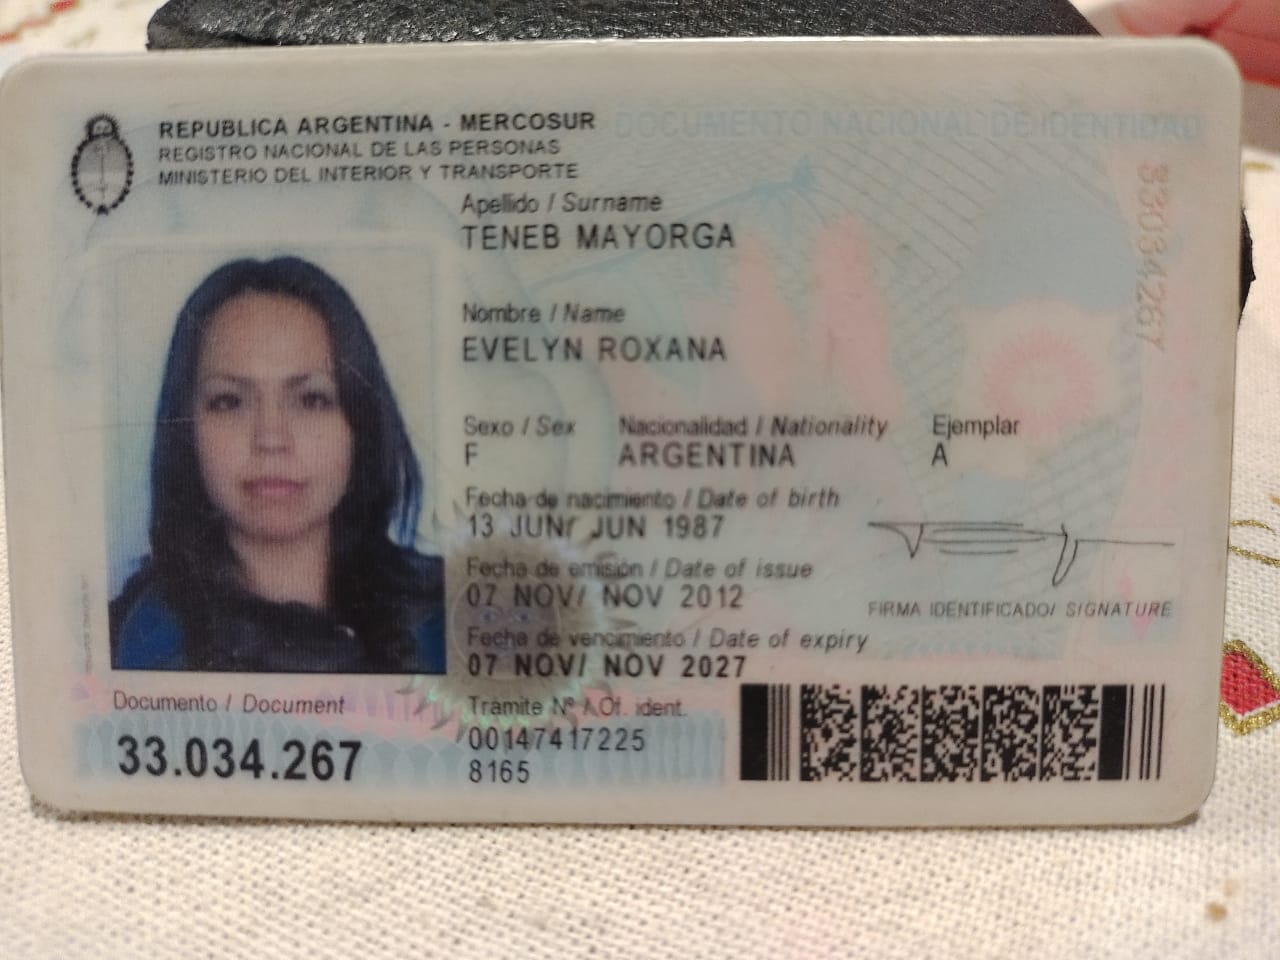 REPUBLICA ARGENTINA - MERCOSUR
DOCUMENTO NACIONAL DE IDENTIDAD
REGISTRO NACIONAL DE LAS PERSONAS
MINISTERIO DEL INTERIOR Y TRANSPORTE
33034267
Apellido / Surname
TENEB MAYORGA
Nombre / Name
EVELYN ROXANA
Sexo / Sex Nacionalidad / Nationality Ejemplar
F ARGENTINA A
Fecha de nacimiento / Date of birth
13 JUN/ JUN 1987
Fecha de emisión / Date of issue
07 NOV/ NOV 2012
FIRMA IDENTIFICADO/ SIGNATURE
Fecha de vencimiento / Date of expiry
07 NOV/ NOV 2027
Documento / Document
33.034.267
Trámite Nº / Of. ident.
00147417225
8165